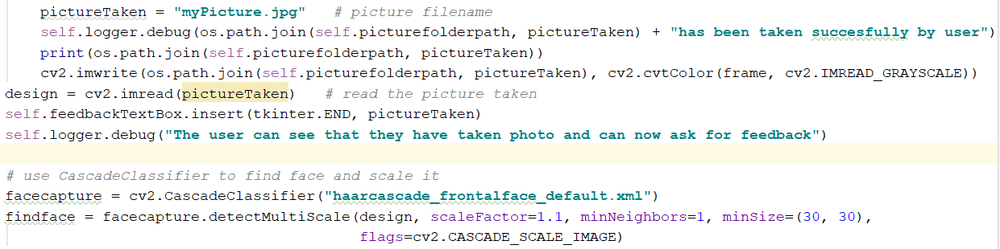 pictureTaken = "myPicture.jpg"   # picture filename
self.logger.debug(os.path.join(self.picturefolderpath, pictureTaken) + "has been taken succesfully by user")
print(os.path.join(self.picturefolderpath, pictureTaken))
cv2.imwrite(os.path.join(self.picturefolderpath, pictureTaken), cv2.cvtColor(frame, cv2.IMREAD_GRAYSCALE))
design = cv2.imread(pictureTaken)   # read the picture taken
self.feedbackTextBox.insert(tkinter.END, pictureTaken)
self.logger.debug("The user can see that they have taken photo and can now ask for feedback")
# use CascadeClassifier to find face and scale it
facecapture = cv2.CascadeClassifier("haarcascade_frontalface_default.xml")
findface = facecapture.detectMultiScale(design, scaleFactor=1.1, minNeighbors=1, minSize=(30, 30),
flags=cv2.CASCADE_SCALE_IMAGE)